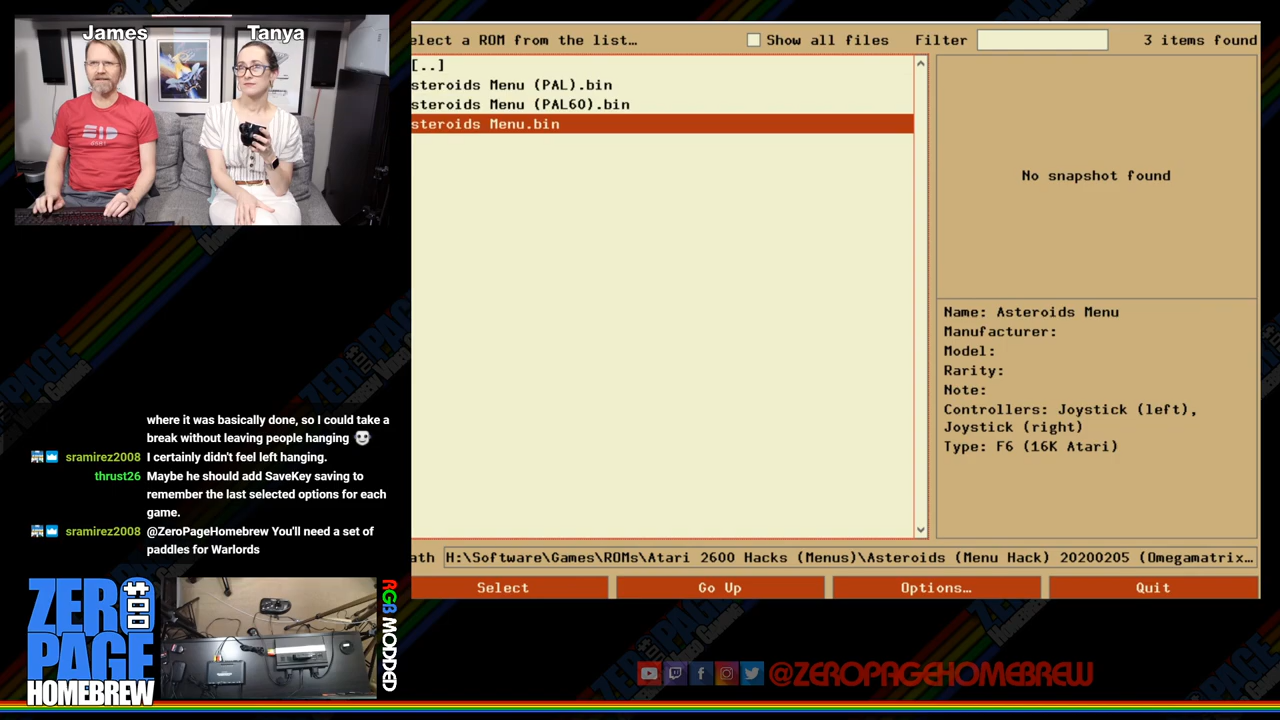 James
Tanya
elect a ROM from the list…
Show all files
Filter
3 items found
[..]
steroids Menu (PAL).bin
steroids Menu (PAL60).bin
steroids Menu.bin
No snapshot found
Name: Asteroids Menu
Manufacturer:
Model:
Rarity:
Note:
Controllers: Joystick (left),
Joystick (right)
Type: F6 (16K Atari)
ath H:\Software\Games\ROMs\Atari 2600 Hacks (Menus)\Asteroids (Menu Hack) 20200205 (Omegamatrix…
Select
Go Up
Options…
Quit
where it was basically done, so I could take a
break without leaving people hanging
sramirez2008 I certainly didn't feel left hanging.
thrust26 Maybe he should add SaveKey saving to
remember the last selected options for each
game.
sramirez2008 @ZeroPageHomebrew You'll need a set of
paddles for Warlords
ZERO
PAGE
HOMEBREW
RGB MODDED
@ZEROPAGEHOMEBREW